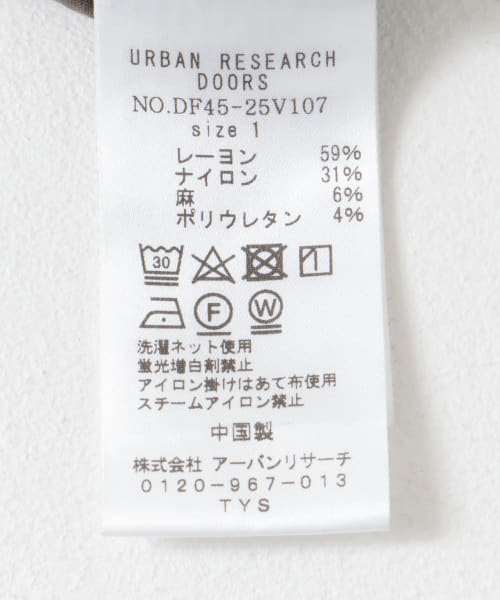 URBAN RESEARCH
DOORS
NO.DF45-25V107
size 1
レーヨン 59%
ナイロン 31%
麻 6%
ポリウレタン 4%
30
F W
洗濯ネット使用
蛍光増白剤禁止
アイロン掛けはあて布使用
スチームアイロン禁止
中国製
株式会社 アーバンリサーチ
0120-967-013
TYS